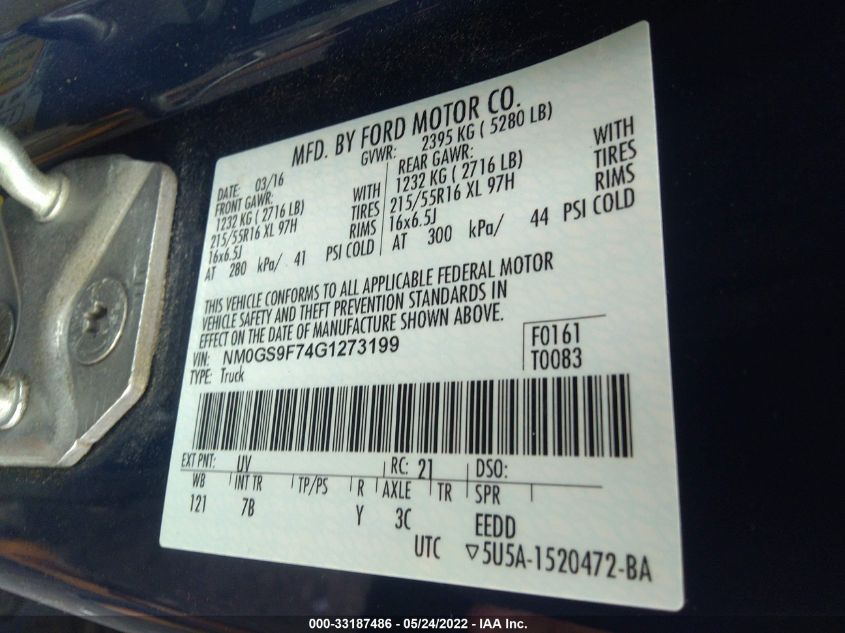 MFD. BY FORD MOTOR CO.
DATE: 03/16 GVWR: 2395 KG ( 5280 LB)
FRONT GAWR: REAR GAWR:
1232 KG (2716 LB) WITH 1232 KG (2716 LB) WITH
215/55R16 XL 97H TIRES 215/55R16 XL 97H TIRES
16x6.5J RIMS 16x6.5J RIMS
AT 280 kPa/ 41 PSI COLD AT 300 kPa/ 44 PSI COLD
THIS VEHICLE CONFORMS TO ALL APPLICABLE FEDERAL MOTOR
VEHICLE SAFETY AND THEFT PREVENTION STANDARDS IN
EFFECT ON THE DATE OF MANUFACTURE SHOWN ABOVE.
VIN: NM0GS9F74G1273199 F0161
TYPE: Truck T0083
EXT PNT: UV RC: 21 DSO:
WB INT TR TP/PS R AXLE TR SPR
121 7B Y 3C EEDD
UTC ▽5U5A-1520472-BA
000-33187486 - 05/24/2022 - IAA Inc.